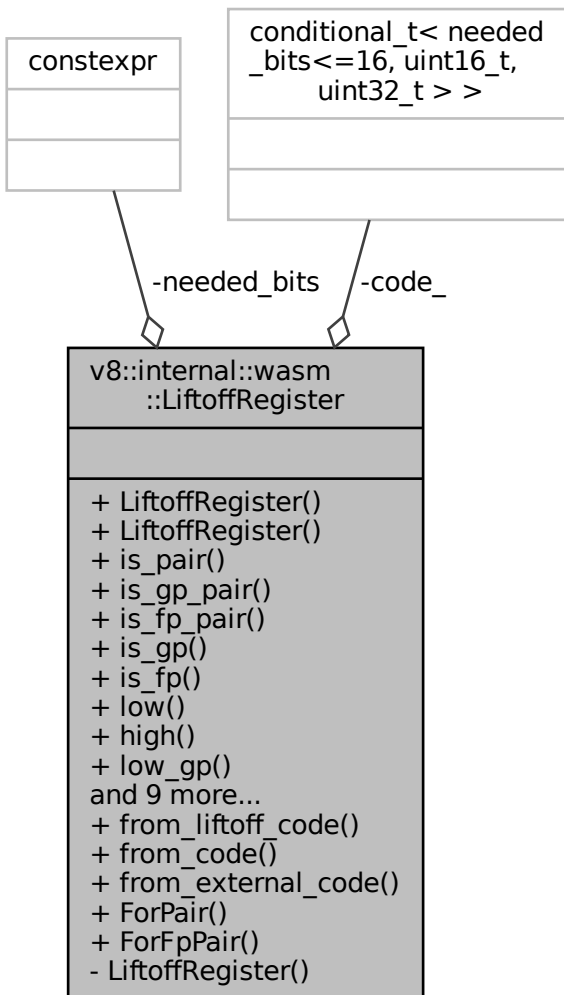 constexpr
conditional_t< needed
_bits<=16, uint16_t,
uint32_t > >
-needed_bits
-code_
v8::internal::wasm
::LiftoffRegister
+ LiftoffRegister()
+ LiftoffRegister()
+ is_pair()
+ is_gp_pair()
+ is_fp_pair()
+ is_gp()
+ is_fp()
+ low()
+ high()
+ low_gp()
and 9 more...
+ from_liftoff_code()
+ from_code()
+ from_external_code()
+ ForPair()
+ ForFpPair()
- LiftoffRegister()